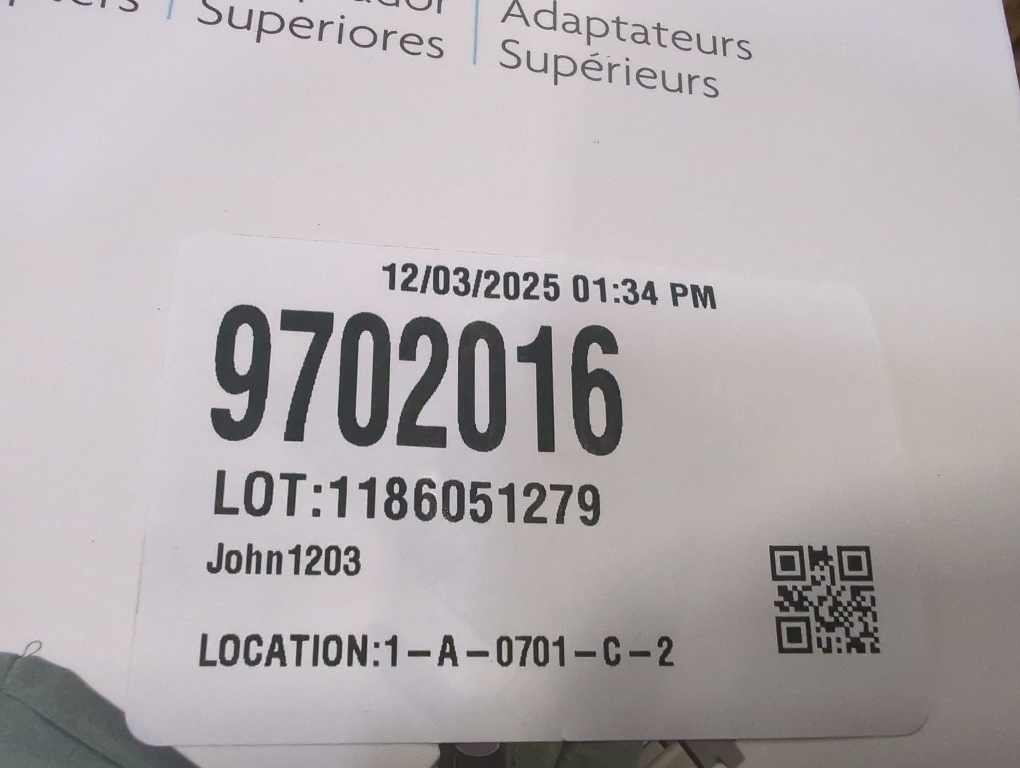 Superiores
Adaptateurs
Supérieurs
12/03/2025 01:34 PM
9702016
LOT:1186051279
John1203
LOCATION:1-A-0701-C-2